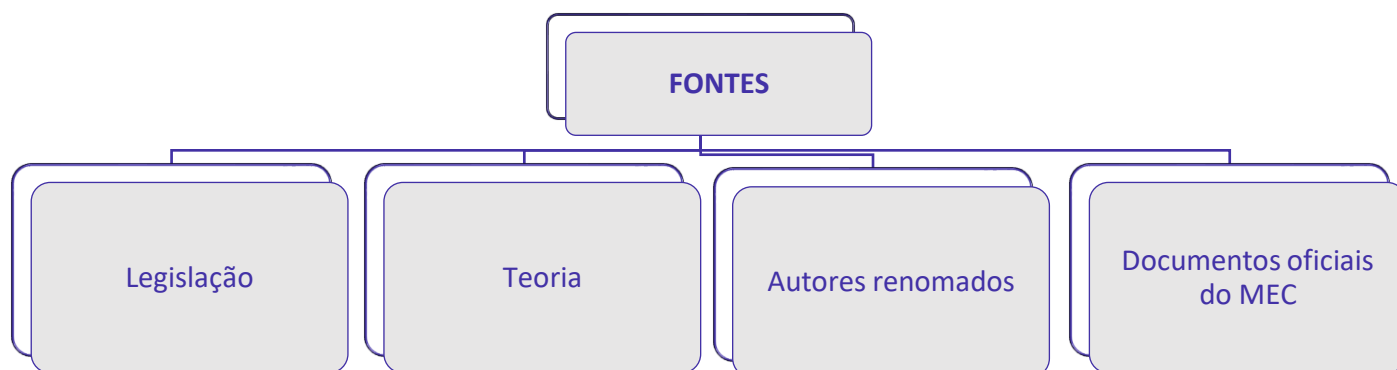 FONTES
Legislação
Teoria
Autores renomados
Documentos oficiais
do MEC